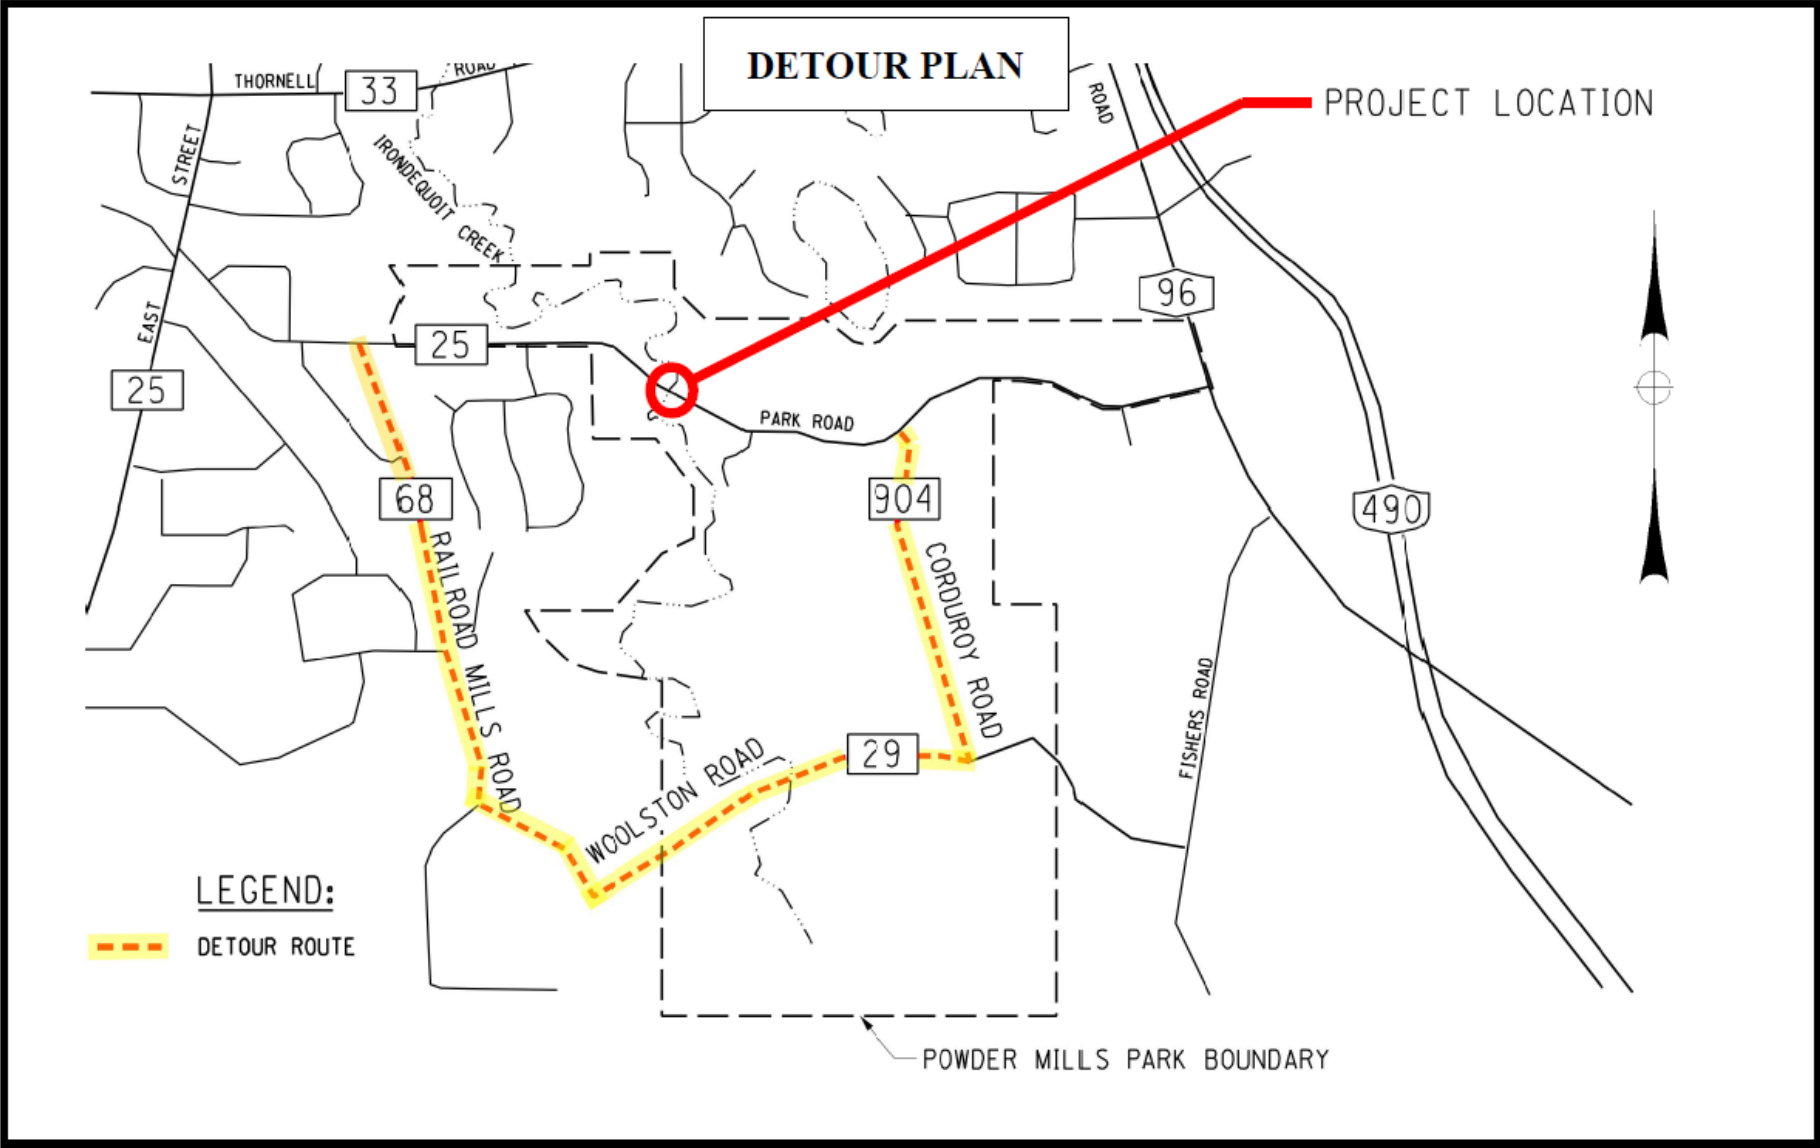 DETOUR PLAN
PROJECT LOCATION
THORNELL
33
ROAD
ROAD
STREET
IRONDEQUOIT
CREEK
96
EAST
25
25
PARK ROAD
68
904
490
RAILROAD MILLS ROAD
CORDUROY ROAD
FISHERS ROAD
WOOLSTON ROAD
29
LEGEND:
DETOUR ROUTE
POWDER MILLS PARK BOUNDARY